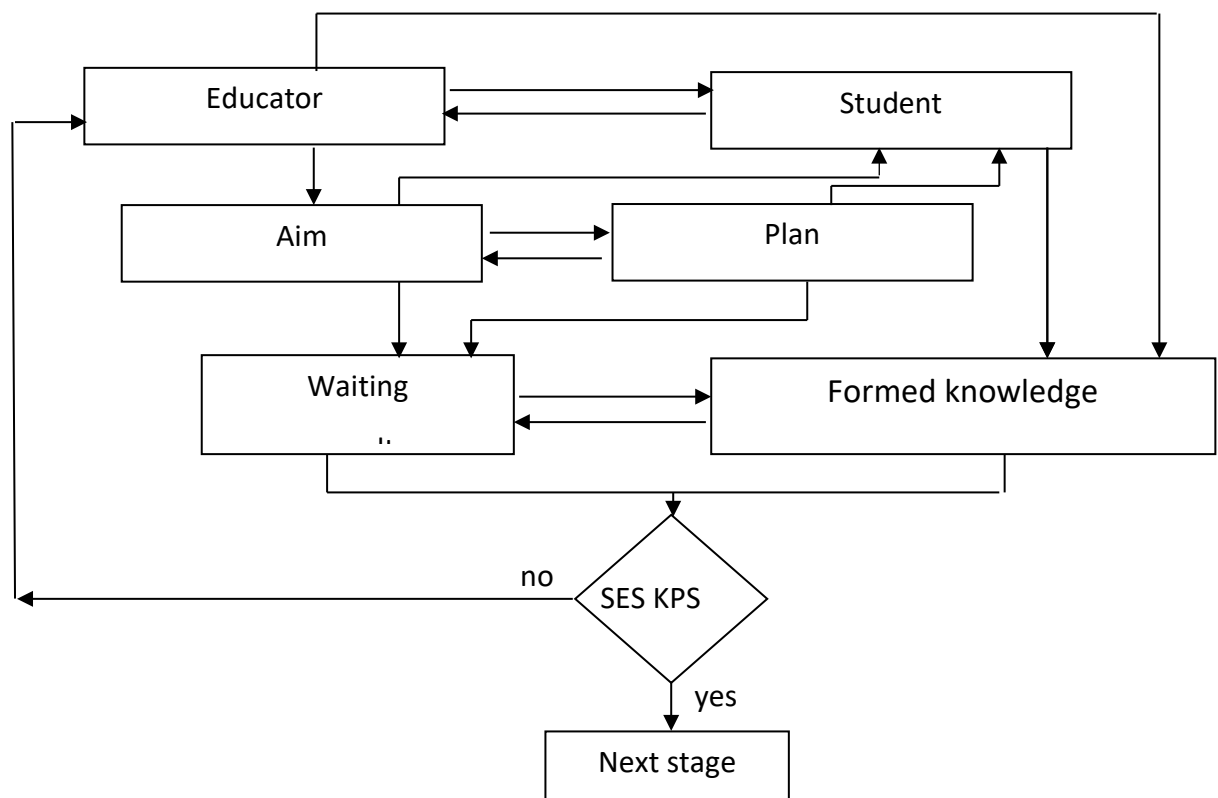 Educator
Student
Aim
Plan
Waiting
Formed knowledge
no
SES KPS
yes
Next stage